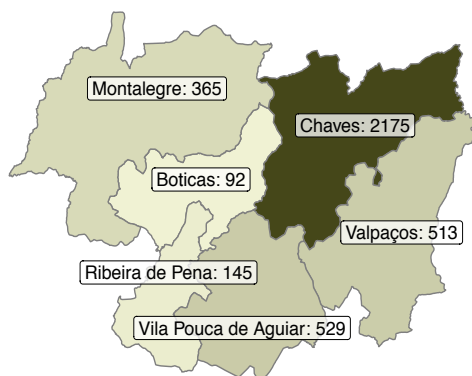 Montalegre: 365
Chaves: 2175
Boticas: 92
Valpaços: 513
Ribeira de Pena: 145
Vila Pouca de Aguiar: 529